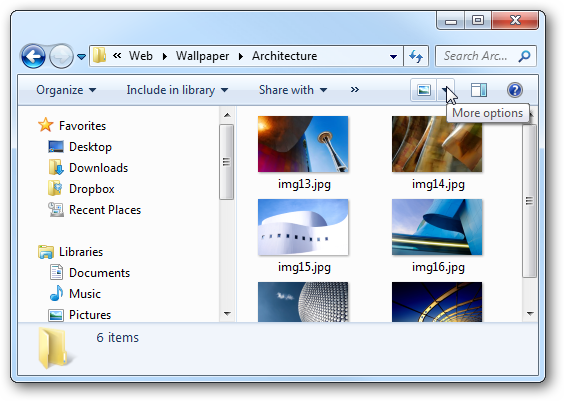 « Web Wallpaper Architecture
Search Arc...
Organize Include in library Share with »
More options
Favorites
Desktop
Downloads
Dropbox
Recent Places
Libraries
Documents
Music
Pictures
img13.jpg img14.jpg
img15.jpg img16.jpg
6 items